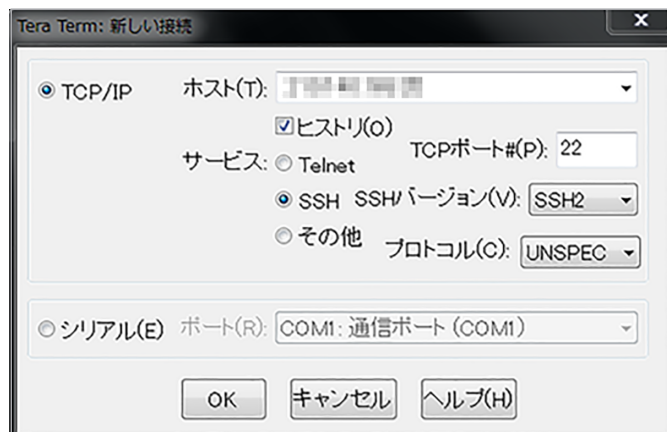 Tera Term: 新しい接続
TCP/IP
ホスト(T):
ヒストリ(O)
サービス:
Telnet
TCPポート#(P): 22
SSH
SSHバージョン(V): SSH2
その他
プロトコル(C): UNSPEC
シリアル(E)
ポート(R): COM1: 通信ポート (COM1)
OK
キャンセル
ヘルプ(H)